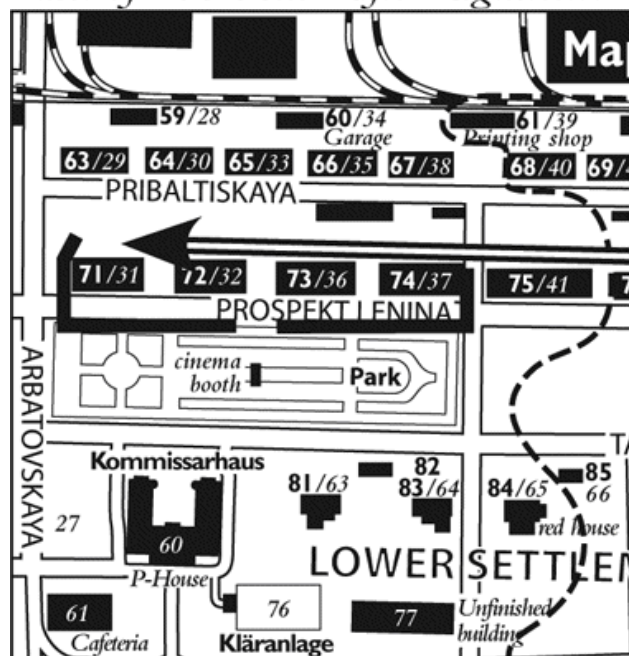 Map
59/28
60/34
Garage
61/39
Printing shop
63/29
64/30
65/33
66/35
67/38
68/40
69/4
PRIBALTISKAYA
71/31
72/32
73/36
74/37
75/41
PROSPEKT LENINA
ARBATOVSKAYA
cinema
booth
Park
Kommissarhaus
81/63
82
83/64
84/65
85
66
red house
27
60
P-House
LOWER SETTLEM
61
Cafeteria
76
Kläranlage
77
Unfinished
building